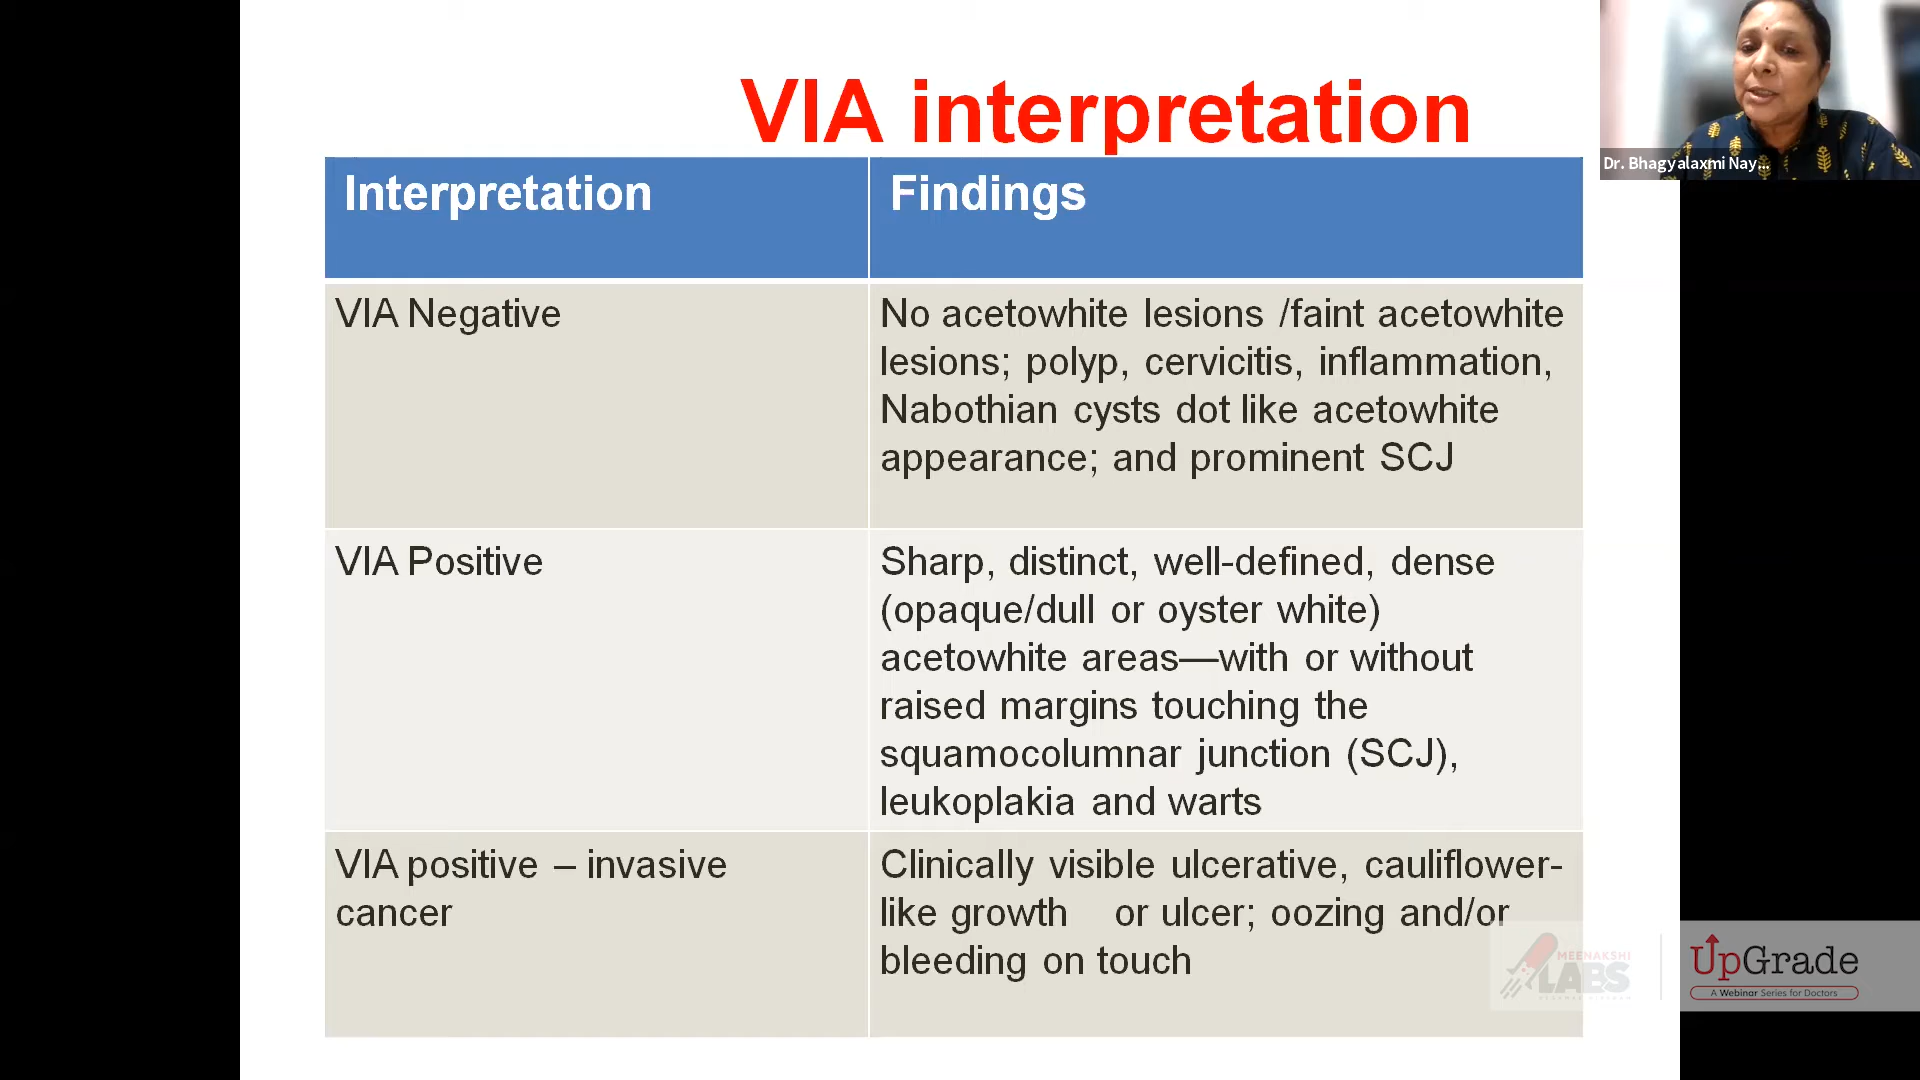 VIA interpretation
Dr. Bhagyalaxmi Nay...
Interpretation
Findings
VIA Negative
No acetowhite lesions /faint acetowhite
lesions; polyp, cervicitis, inflammation,
Nabothian cysts dot like acetowhite
appearance; and prominent SCJ
VIA Positive
Sharp, distinct, well-defined, dense
(opaque/dull or oyster white)
acetowhite areas—with or without
raised margins touching the
squamocolumnar junction (SCJ),
leukoplakia and warts
VIA positive – invasive
cancer
Clinically visible ulcerative, cauliflower-
like growth or ulcer; oozing and/or
bleeding on touch
MEENAKSHI
LABS
UpGrade
A Webinar Series for Doctors